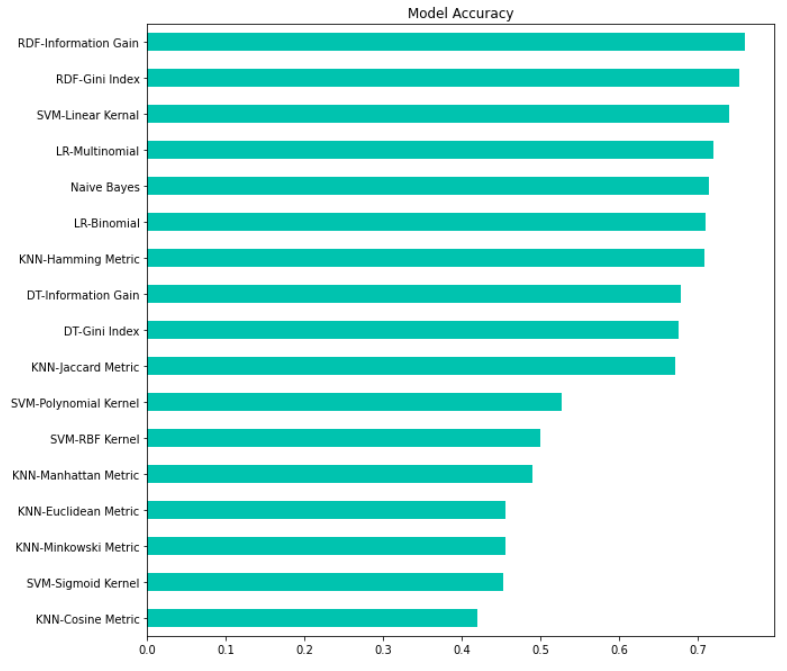 Model Accuracy
RDF-Information Gain
RDF-Gini Index
SVM-Linear Kernal
LR-Multinomial
Naive Bayes
LR-Binomial
KNN-Hamming Metric
DT-Information Gain
DT-Gini Index
KNN-Jaccard Metric
SVM-Polynomial Kernel
SVM-RBF Kernel
KNN-Manhattan Metric
KNN-Euclidean Metric
KNN-Minkowski Metric
SVM-Sigmoid Kernel
KNN-Cosine Metric
0.0 0.1 0.2 0.3 0.4 0.5 0.6 0.7